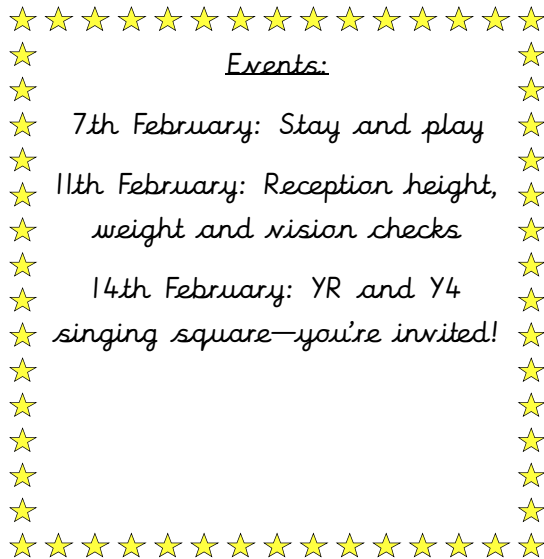 Events:
7th February: Stay and play
11th February: Reception height,
weight and vision checks
14th February: YR and Y4
singing square—you're invited!